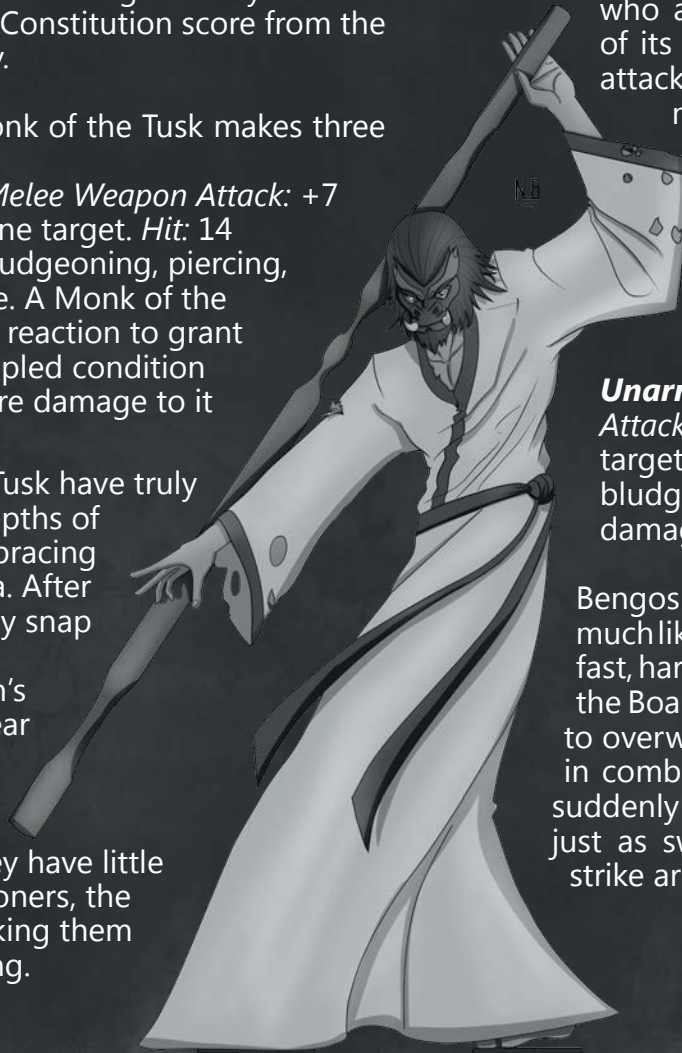 Constitution score from the
onk of the Tusk makes three
Melee Weapon Attack: +7
ne target. Hit: 14
udgeoning, piercing,
e. A Monk of the
reaction to grant
pled condition
re damage to it
Tusk have truly
pths of
bracing
a. After
y snap
n's
ear
ey have little
oners, the
king them
ng.
who a
of its
attack
N.B
Unarm
Attack
target
bludg
damag
Bengos
much lik
fast, har
the Boa
to overw
in comb
suddenly
just as sw
strike ar